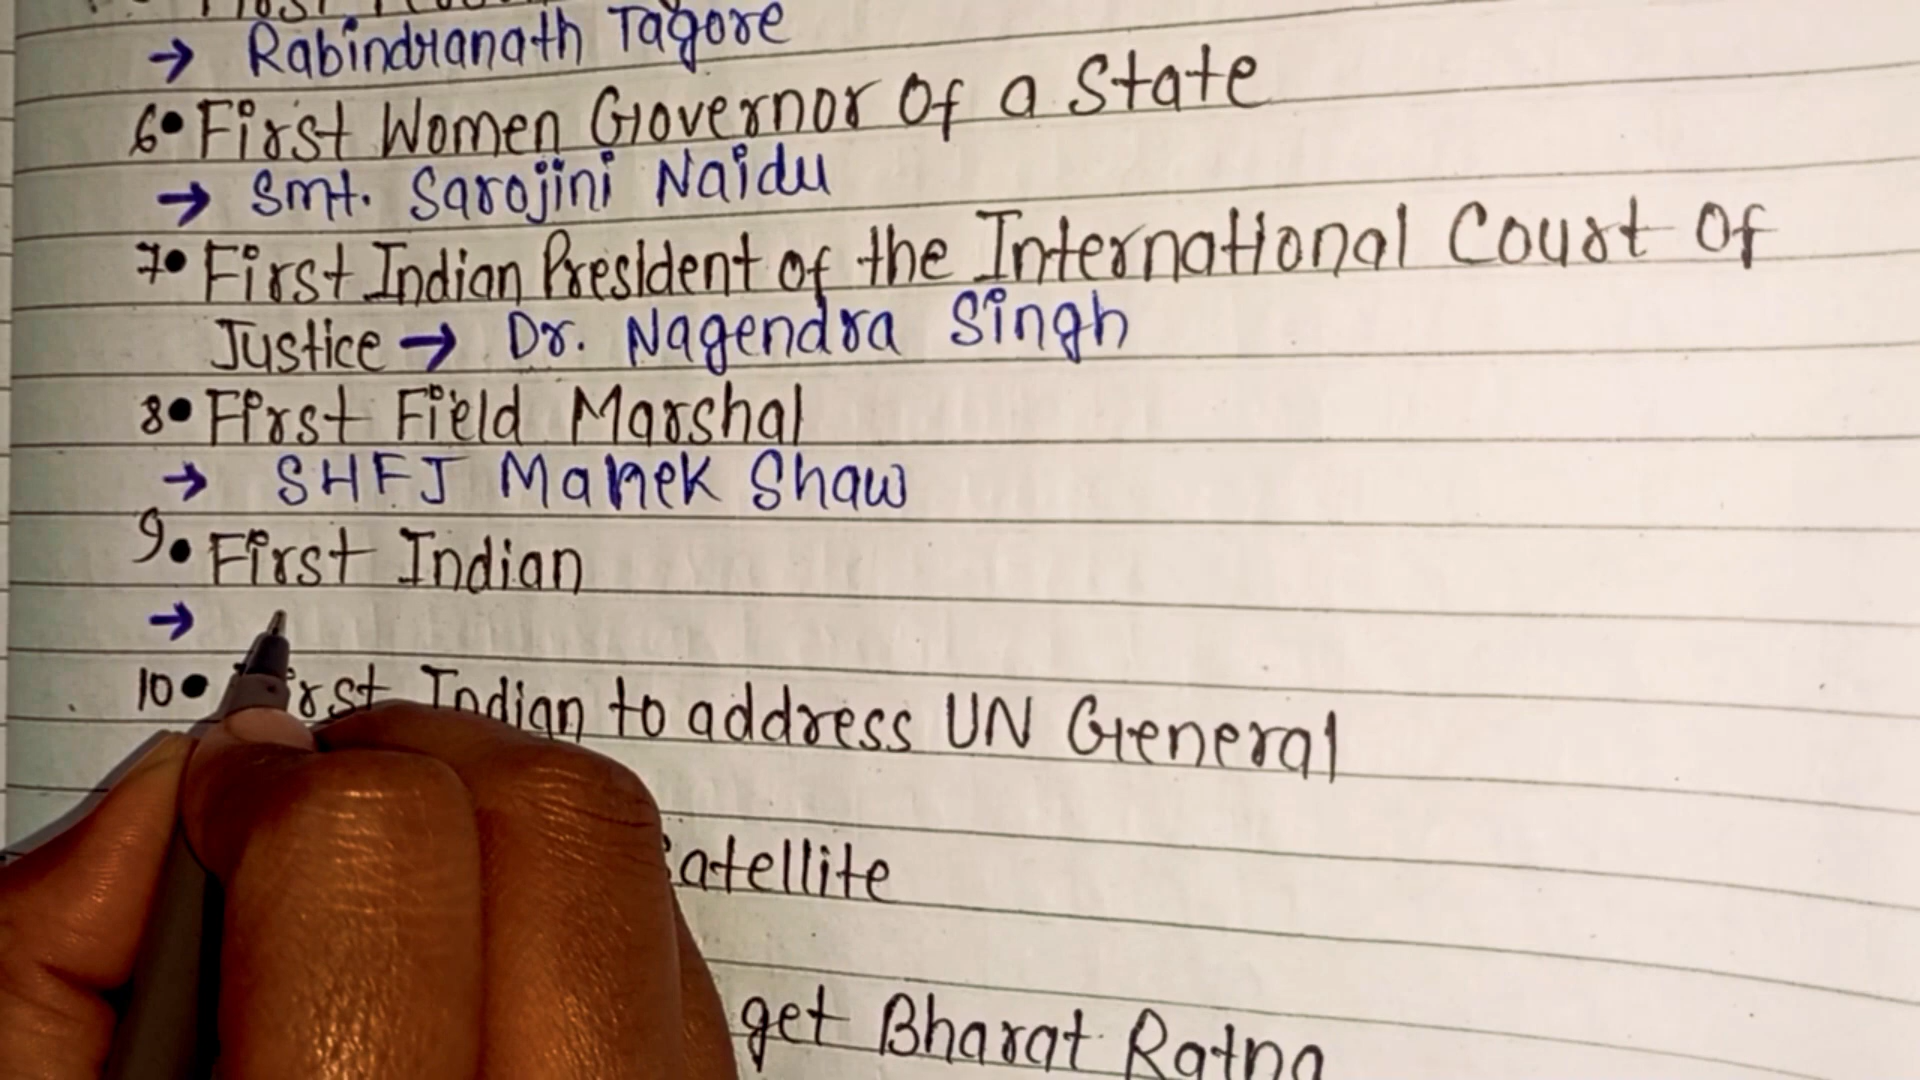 → Rabindranath Tagore
6• First Women Governor Of a State
→ Smt. Sarojini Naidu
7• First Indian President of the International Court Of
Justice → Dr. Nagendra Singh
8• First Field Marshal
→ SHFJ Manek Shaw
9• First Indian
→
10• Indian to address UN General
get Bharat Ratna